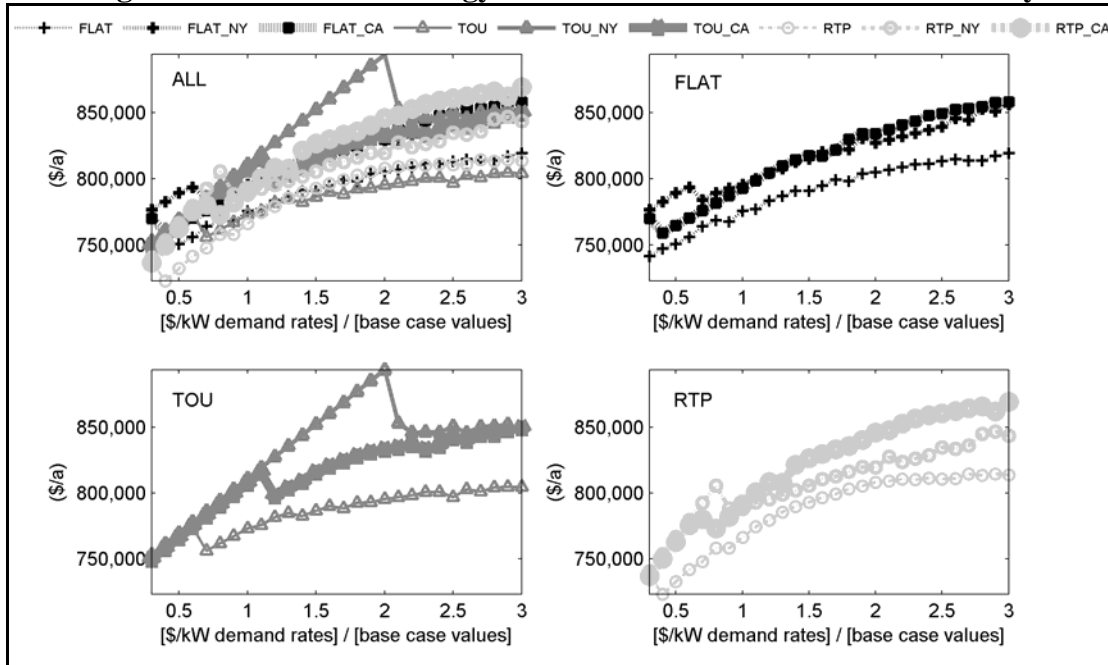 FLAT FLAT_NY FLAT_CA TOU TOU_NY TOU_CA RTP RTP_NY RTP_CA
ALL
850,000
800,000
750,000
($/a)
0.5 1 1.5 2 2.5 3
[$/kW demand rates] / [base case values]
FLAT
850,000
800,000
750,000
($/a)
0.5 1 1.5 2 2.5 3
[$/kW demand rates] / [base case values]
TOU
850,000
800,000
750,000
($/a)
0.5 1 1.5 2 2.5 3
[$/kW demand rates] / [base case values]
RTP
850,000
800,000
750,000
($/a)
0.5 1 1.5 2 2.5 3
[$/kW demand rates] / [base case values]